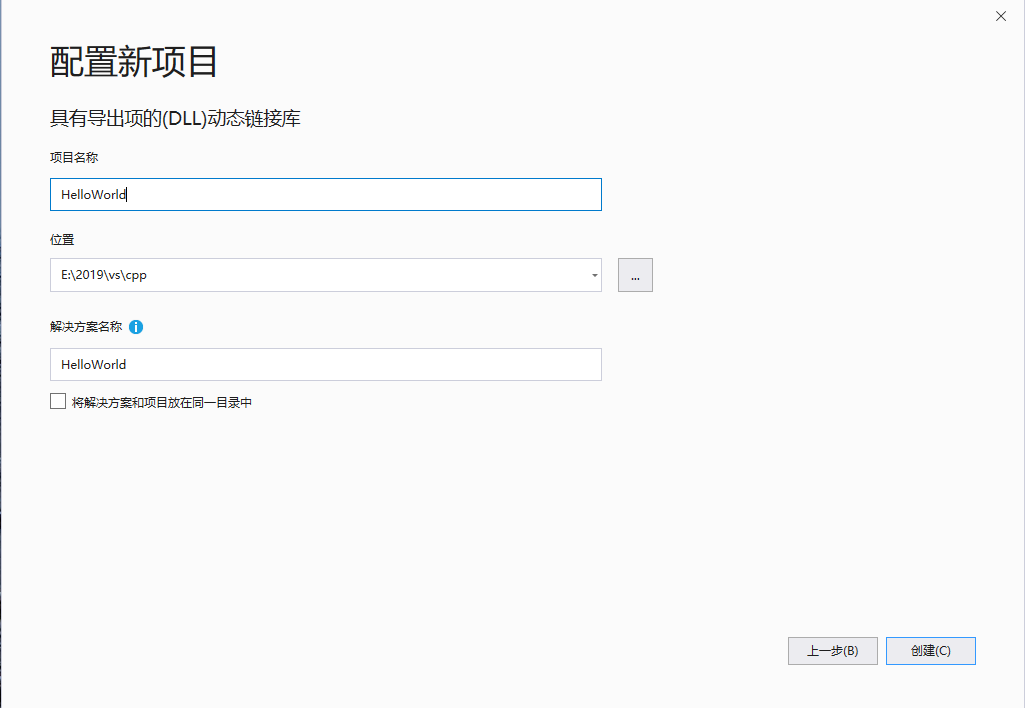 配置新项目
具有导出项的(DLL)动态链接库
项目名称
HelloWorld
位置
E:\2019\vs\cpp
...
解决方案名称
HelloWorld
将解决方案和项目放在同一目录中
上一步(B)
创建(C)